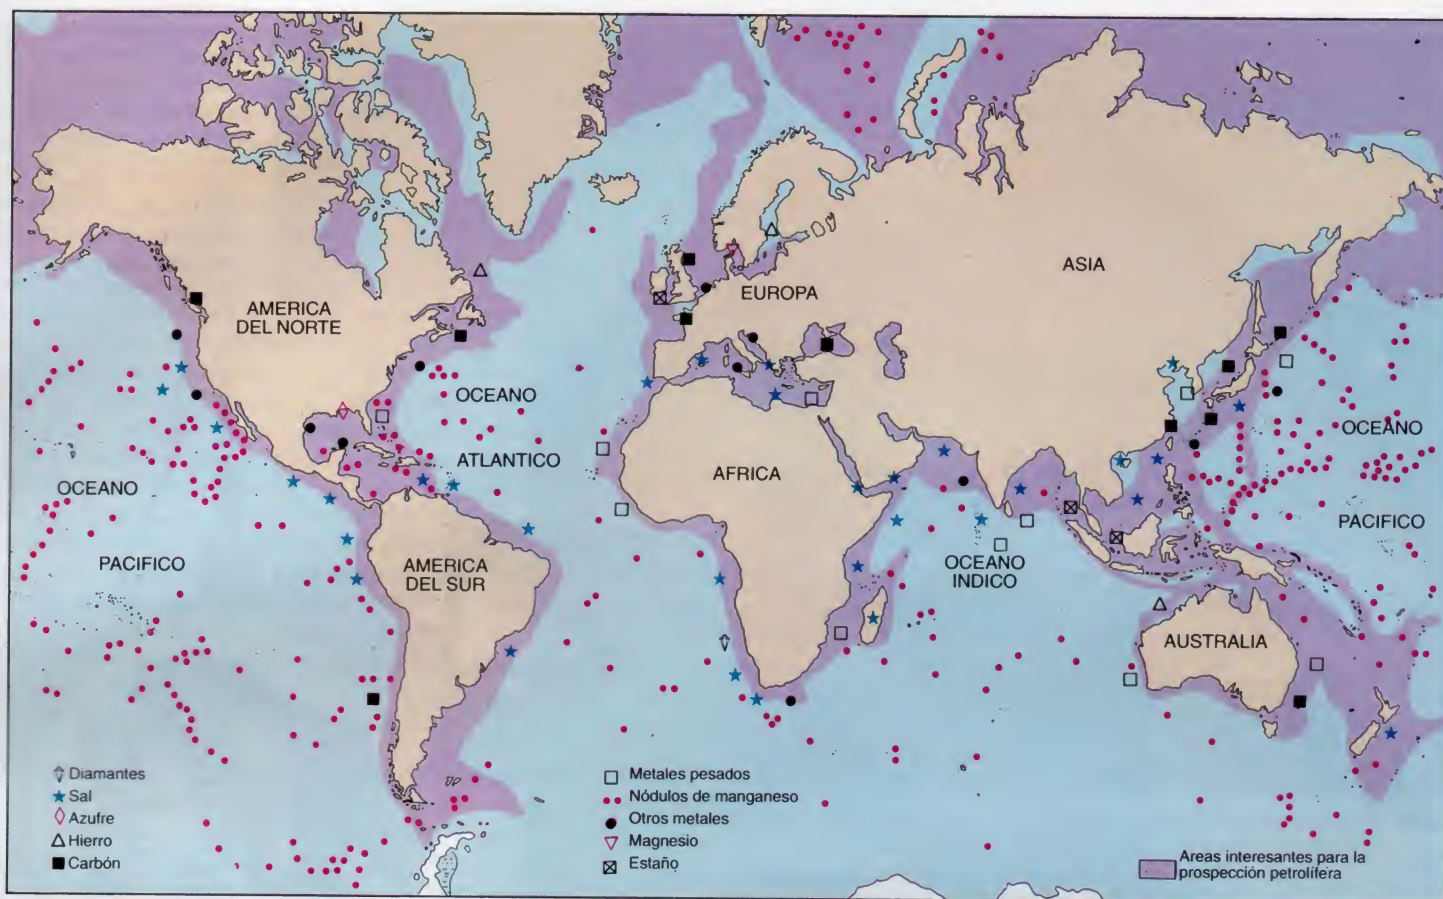 ASIA
EUROPA
AMERICA
DEL NORTE
OCEANO
ATLANTICO
OCEANO
PACIFICO
AFRICA
OCEANO
PACIFICO
AMERICA
DEL SUR
OCEANO
INDICO
AUSTRALIA
Diamantes
Sal
Azufre
Hierro
Carbón
Metales pesados
Nódulos de manganeso
Otros metales
Magnesio
Estaño
Areas interesantes para la
prospección petrolífera